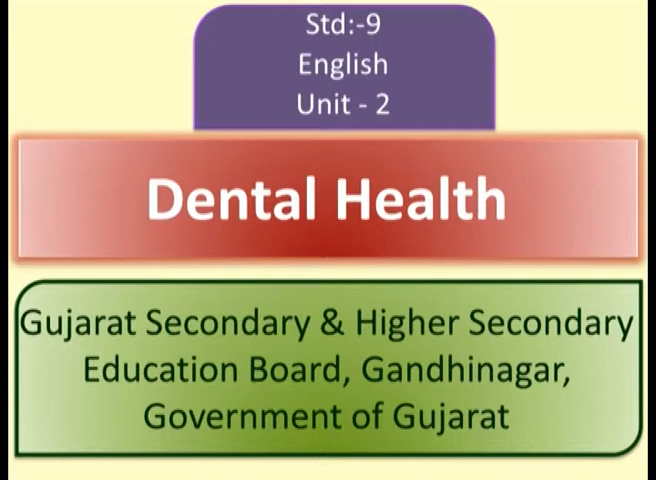 Std:-9
English
Unit - 2
Dental Health
Gujarat Secondary & Higher Secondary
Education Board, Gandhinagar,
Government of Gujarat